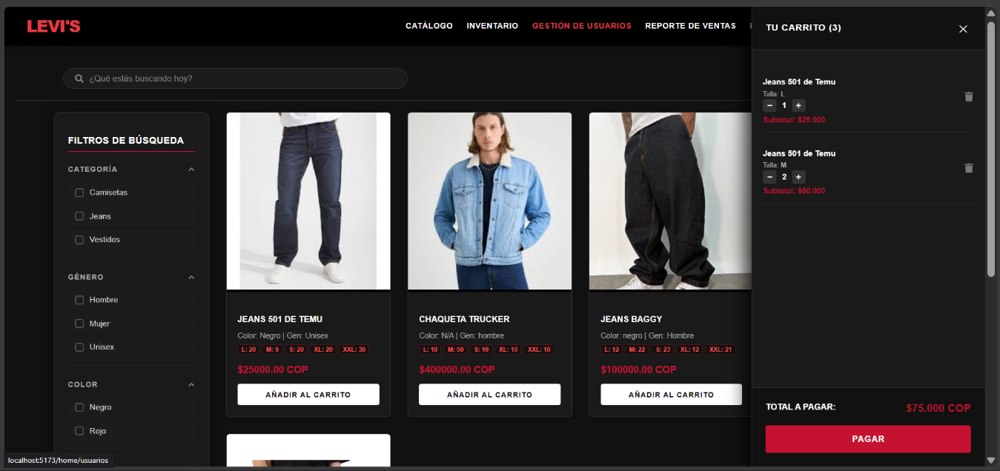 LEVI'S
CATÁLOGO
INVENTARIO
GESTIÓN DE USUARIOS
REPORTE DE VENTAS
TU CARRITO (3)
¿Qué estás buscando hoy?
FILTROS DE BÚSQUEDA
CATEGORÍA
Camisetas
Jeans
Vestidos
GÉNERO
Hombre
Mujer
Unisex
COLOR
Negro
Rojo
JEANS 501 DE TEMU
Color: Negro | Gen: Unisex
L: 20 M: 9 S: 20 XL: 20 XXL: 30
$25000.00 COP
AÑADIR AL CARRITO
CHAQUETA TRUCKER
Color: N/A | Gen: hombre
L: 10 M: 50 S: 10 XL: 10 XXL: 10
$400000.00 COP
AÑADIR AL CARRITO
JEANS BAGGY
Color: negro | Gen: Hombre
L: 12 M: 22 S: 23 XL: 12 XXL: 21
$100000.00 COP
AÑADIR AL CARRITO
Jeans 501 de Temu
Talla: L
− 1 +
Subtotal: $25.000
Jeans 501 de Temu
Talla: M
− 2 +
Subtotal: $50.000
TOTAL A PAGAR: $75.000 COP
PAGAR
localhost:5173/home/usuarios